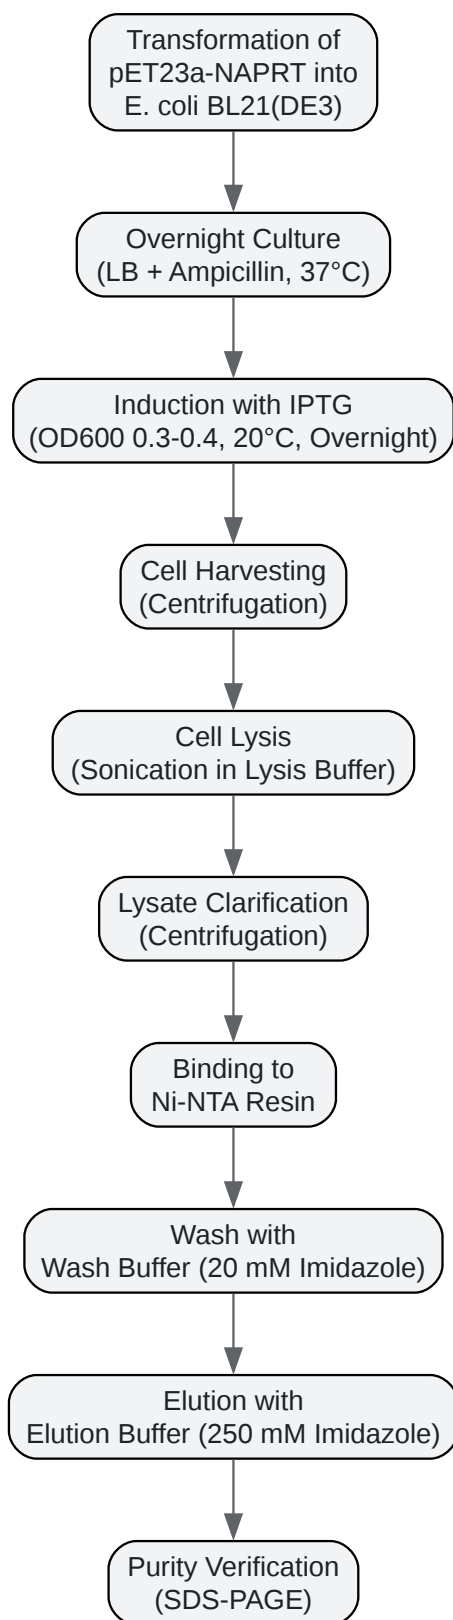 Transformation of
pET23a-NAPRT into
E. coli BL21(DE3)
Overnight Culture
(LB + Ampicillin, 37°C)
Induction with IPTG
(OD600 0.3-0.4, 20°C, Overnight)
Cell Harvesting
(Centrifugation)
Cell Lysis
(Sonication in Lysis Buffer)
Lysate Clarification
(Centrifugation)
Binding to
Ni-NTA Resin
Wash with
Wash Buffer (20 mM Imidazole)
Elution with
Elution Buffer (250 mM Imidazole)
Purity Verification
(SDS-PAGE)